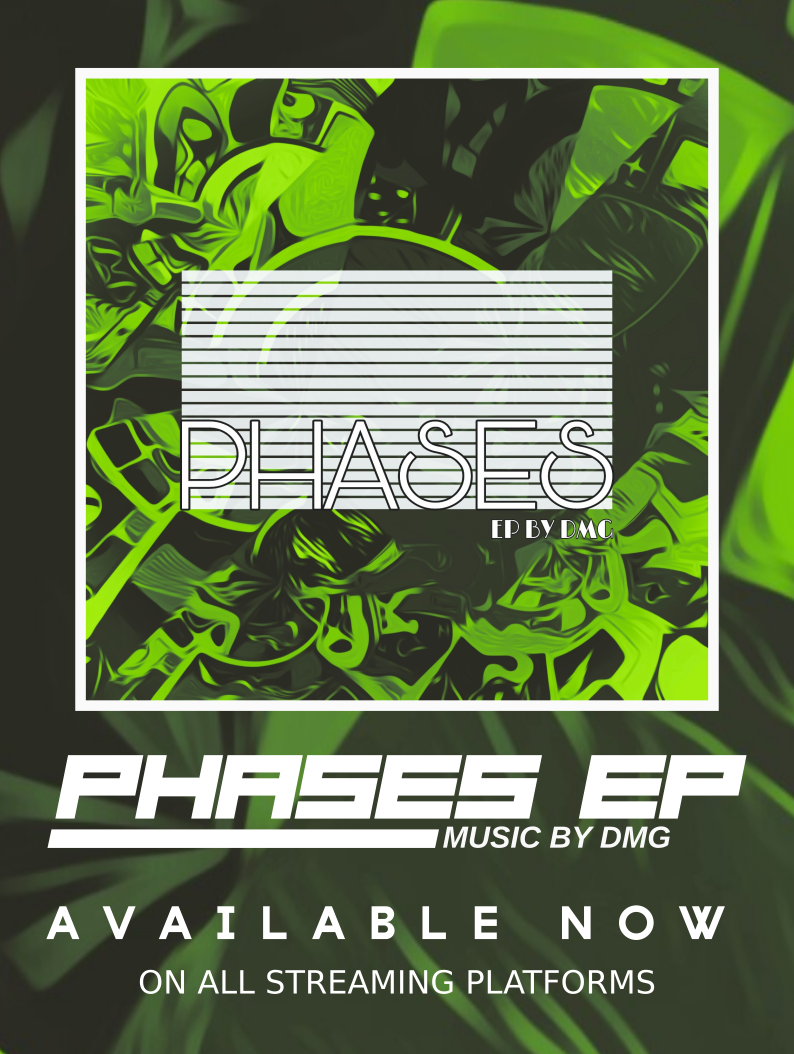 PHASES
EP BY DMG
PHASES EP
MUSIC BY DMG
AVAILABLE NOW
ON ALL STREAMING PLATFORMS